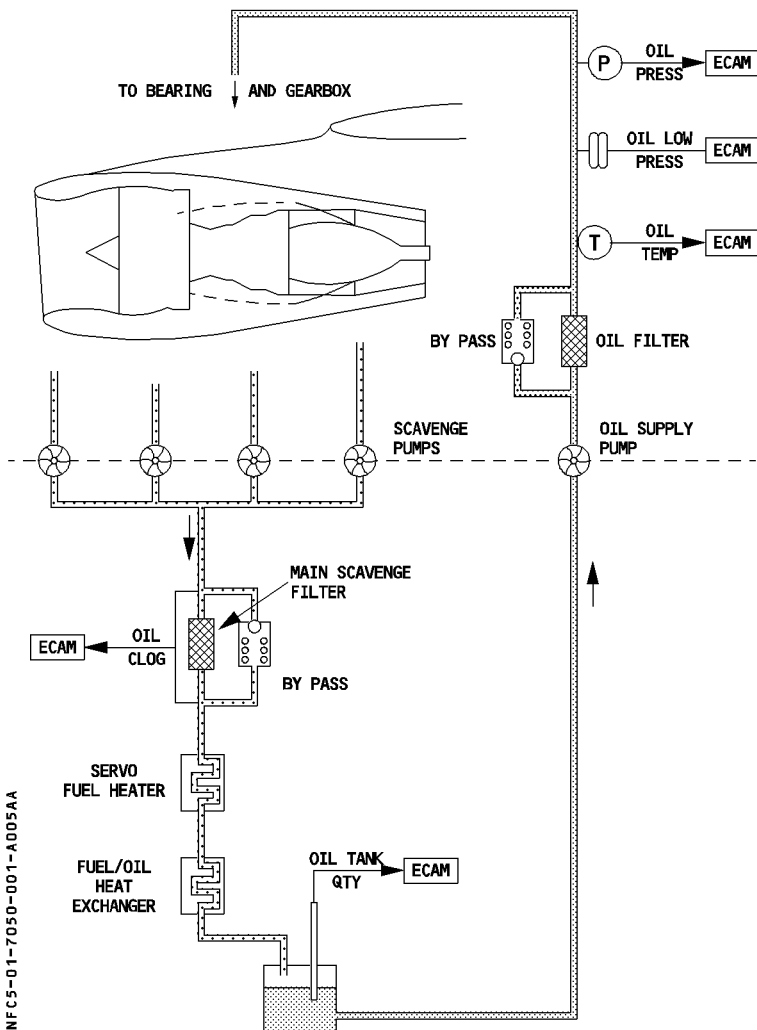 OIL
PRESS
P
ECAM
TO BEARING AND GEARBOX
OIL LOW
PRESS
ECAM
OIL
TEMP
T
ECAM
BY PASS
OIL FILTER
SCAVENGE
PUMPS
OIL SUPPLY
PUMP
MAIN SCAVENGE
FILTER
OIL
CLOG
ECAM
BY PASS
SERVO
FUEL HEATER
OIL TANK
QTY
ECAM
FUEL/OIL
HEAT
EXCHANGER
NFC5-01-7050-001-A005AA